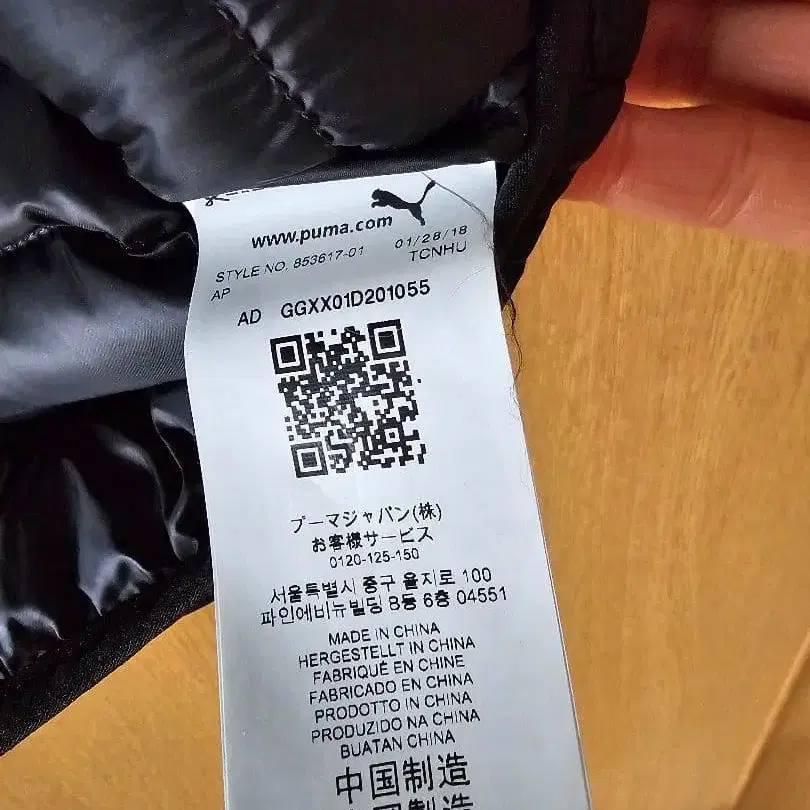 www.puma.com
STYLE NO. 853617-01 01/28/18
AP TCNHU
AD GGXX01D201055
プーマジャパン(株)
お客様サービス
0120-125-150
서울특별시 중구 을지로 100
파인에비뉴빌딩 B동 6층 04551
MADE IN CHINA
HERGESTELLT IN CHINA
FABRIQUÉ EN CHINE
FABRICADO EN CHINA
PRODOTTO IN CHINA
PRODUZIDO NA CHINA
BUATAN CHINA
中国制造